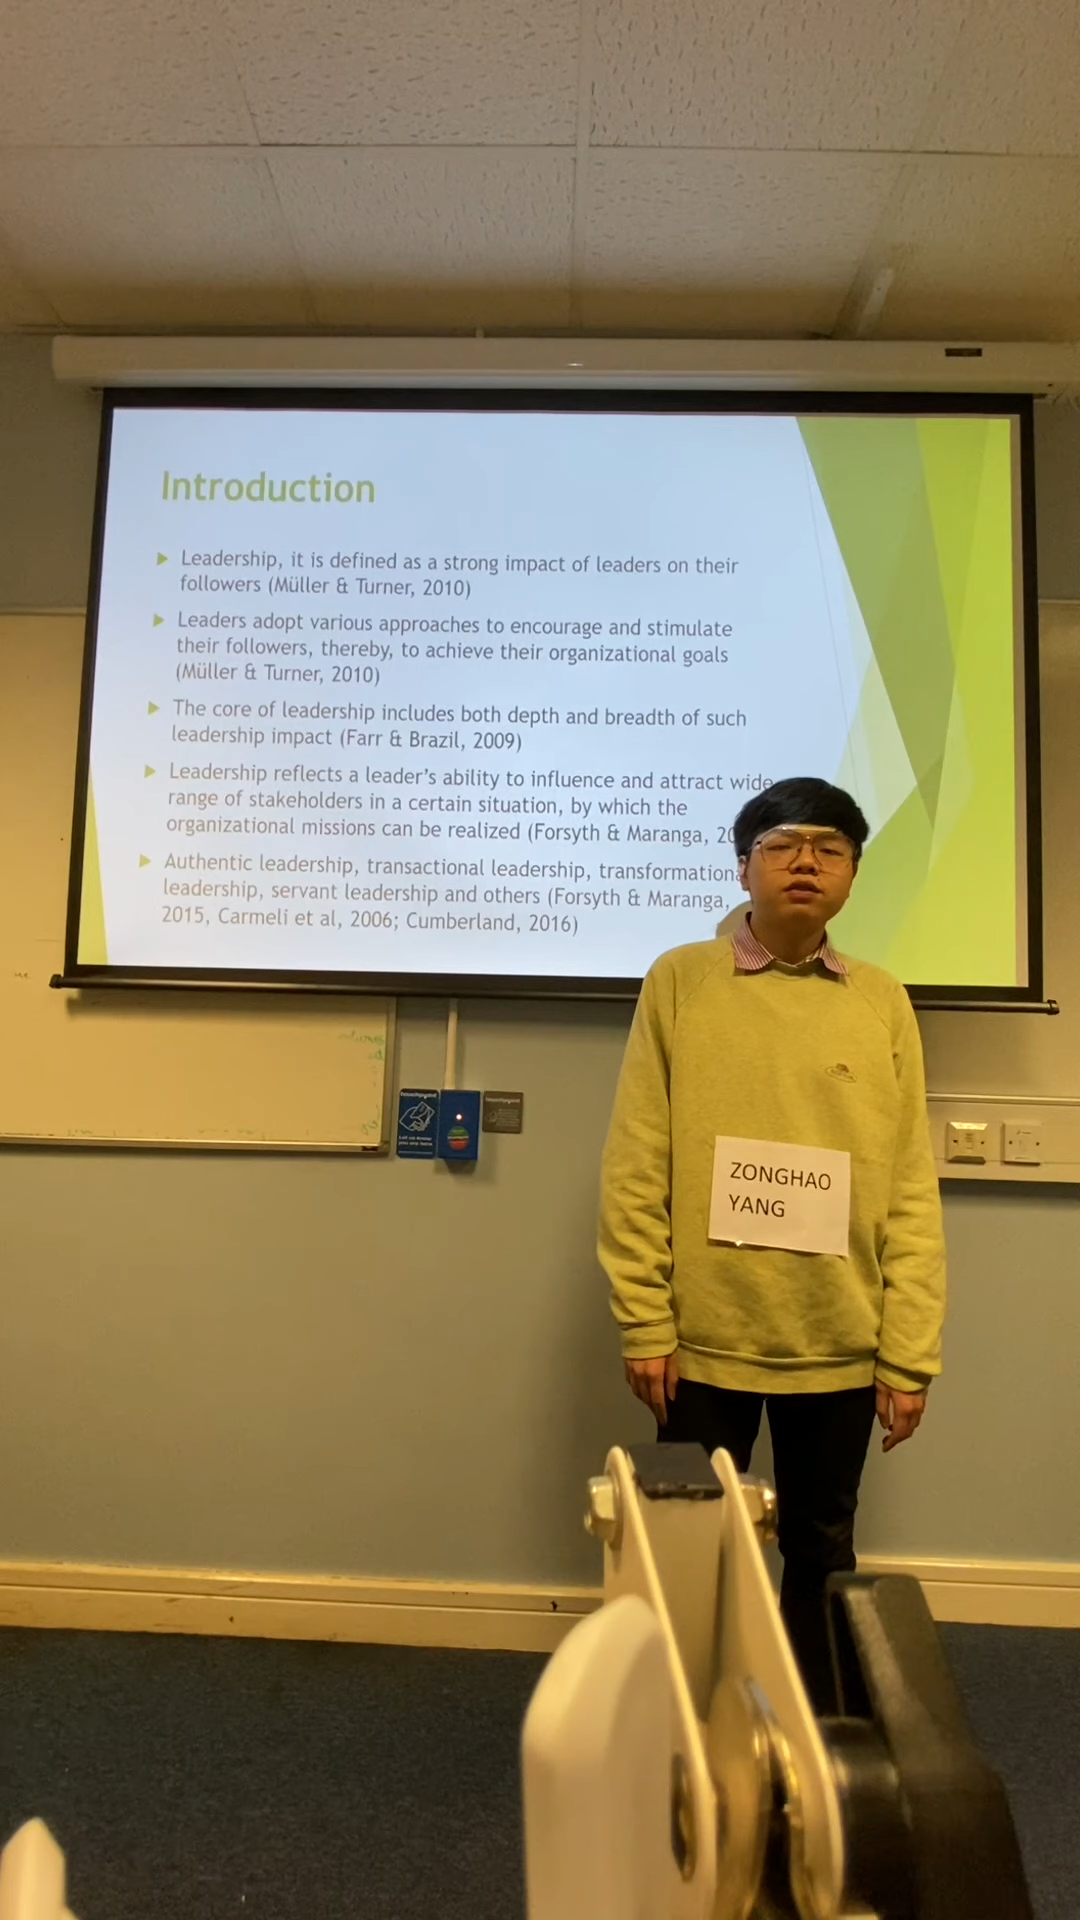 Introduction
Leadership, it is defined as a strong impact of leaders on their
followers (Müller & Turner, 2010)
Leaders adopt various approaches to encourage and stimulate
their followers, thereby, to achieve their organizational goals
(Müller & Turner, 2010)
The core of leadership includes both depth and breadth of such
leadership impact (Farr & Brazil, 2009)
Leadership reflects a leader's ability to influence and attract wide
range of stakeholders in a certain situation, by which the
organizational missions can be realized (Forsyth & Maranga, 20
Authentic leadership, transactional leadership, transformationa
leadership, servant leadership and others (Forsyth & Maranga,
2015, Carmeli et al, 2006; Cumberland, 2016)
ZONGHAO
YANG